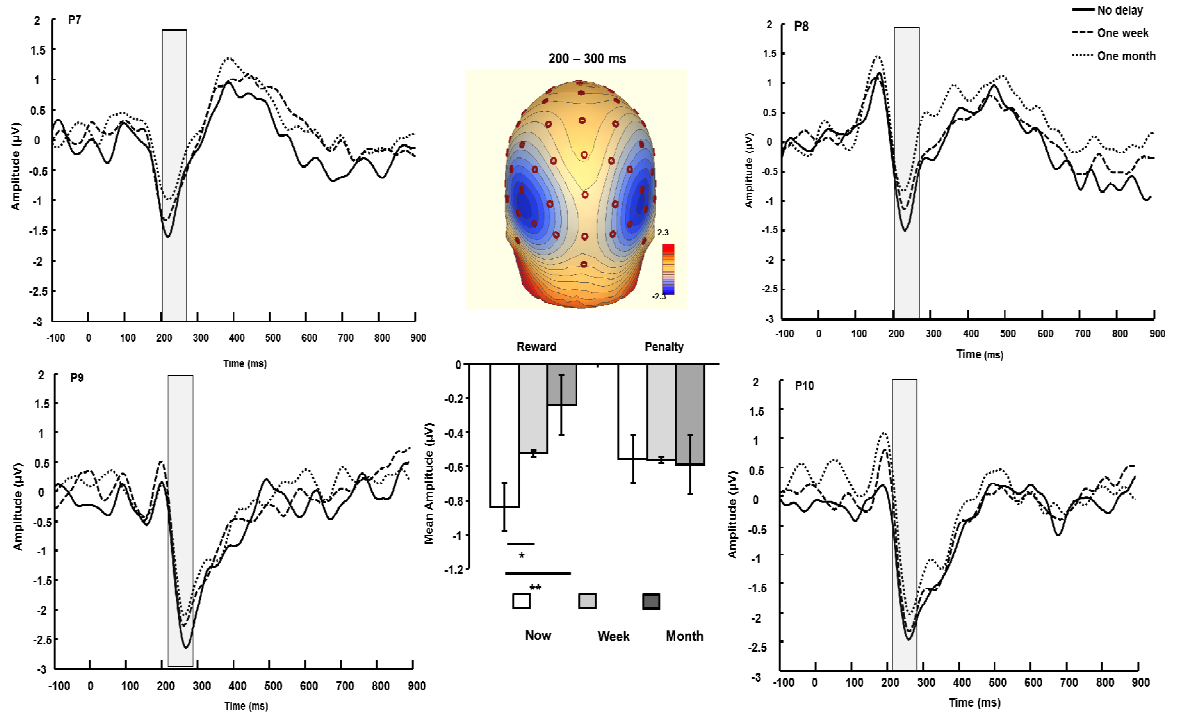 P7
2
1.5
1
0.5
0
-0.5
-1
-1.5
-2
-2.5
-3
Amplitude (µV)
-100 0 100 200 300 400 500 600 700 800 900
Time (ms)
200 – 300 ms
2.3
-2.3
P8
No delay
One week
One month
2
1.5
1
0.5
0
-0.5
-1
-1.5
-2
-2.5
-3
Amplitude (µV)
-100 0 100 200 300 400 500 600 700 800 900
Time (ms)
P9
2
1.5
1
0.5
0
-0.5
-1
-1.5
-2
-2.5
-3
Amplitude (µV)
-100 0 100 200 300 400 500 600 700 800 900
Time (ms)
Reward Penalty
0
-0.2
-0.4
-0.6
-0.8
-1
-1.2
Mean Amplitude (µV)
*
**
Now Week Month
P10
2
1.5
1
0.5
0
-0.5
-1
-1.5
-2
-2.5
-3
Amplitude (µV)
-100 0 100 200 300 400 500 600 700 800 900
Time (ms)